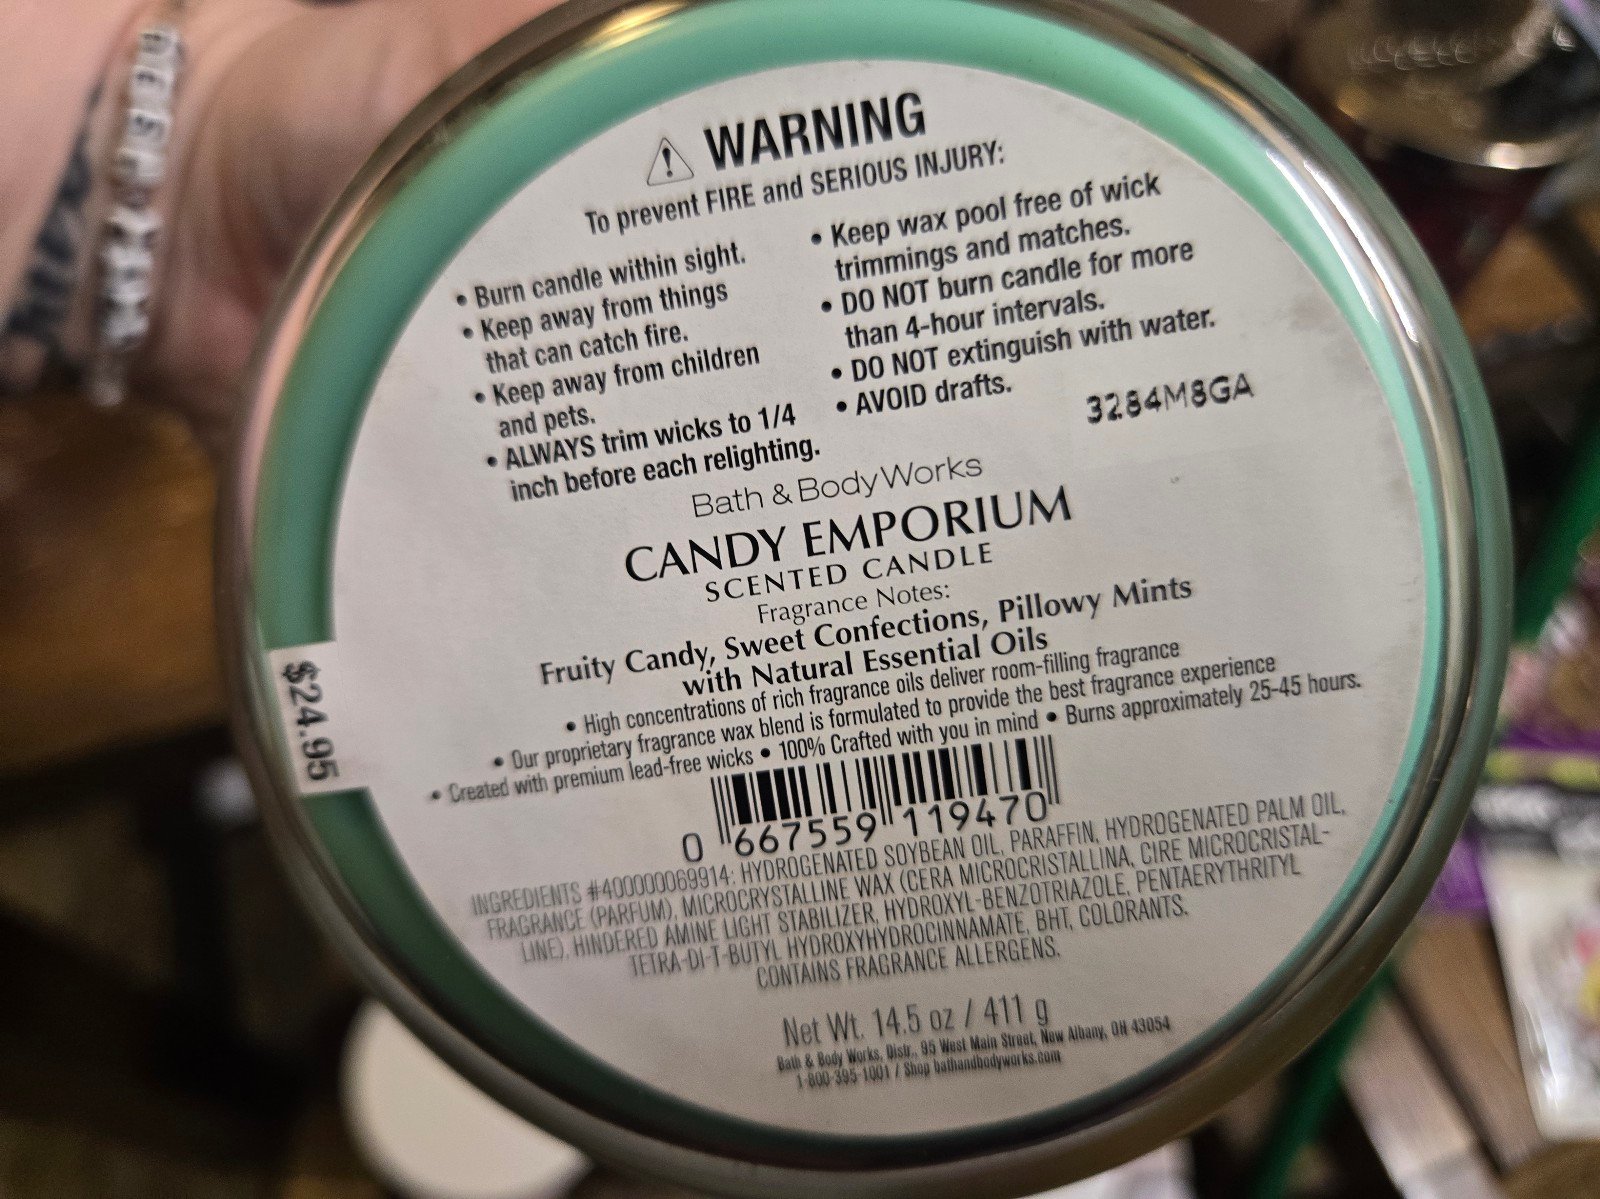 WARNING
To prevent FIRE and SERIOUS INJURY:
• Burn candle within sight.
• Keep away from things
that can catch fire.
• Keep away from children
and pets.
• ALWAYS trim wicks to 1/4
inch before each relighting.
• Keep wax pool free of wick
trimmings and matches.
• DO NOT burn candle for more
than 4-hour intervals.
• DO NOT extinguish with water.
• AVOID drafts.
3284M8GA
Bath & Body Works
CANDY EMPORIUM
SCENTED CANDLE
Fragrance Notes:
Fruity Candy, Sweet Confections, Pillowy Mints
with Natural Essential Oils
• High concentrations of rich fragrance oils deliver room-filling fragrance
• Our proprietary fragrance wax blend is formulated to provide the best fragrance experience
• Created with premium lead-free wicks • 100% Crafted with you in mind • Burns approximately 25-45 hours.
$24.95
0 667559 119470
INGREDIENTS #400000069914: HYDROGENATED SOYBEAN OIL, PARAFFIN, HYDROGENATED PALM OIL,
FRAGRANCE (PARFUM), MICROCRYSTALLINE WAX (CERA MICROCRISTALLINA, CIRE MICROCRISTAL-
LINE), HINDERED AMINE LIGHT STABILIZER, HYDROXYL-BENZOTRIAZOLE, PENTAERYTHRITYL
TETRA-DI-T-BUTYL HYDROXYHYDROCINNAMATE, BHT, COLORANTS.
CONTAINS FRAGRANCE ALLERGENS.
Net Wt. 14.5 oz / 411 g
Bath & Body Works, Distr., 95 West Main Street, New Albany, OH 43054
1-800-395-1001 / Shop bathandbodyworks.com